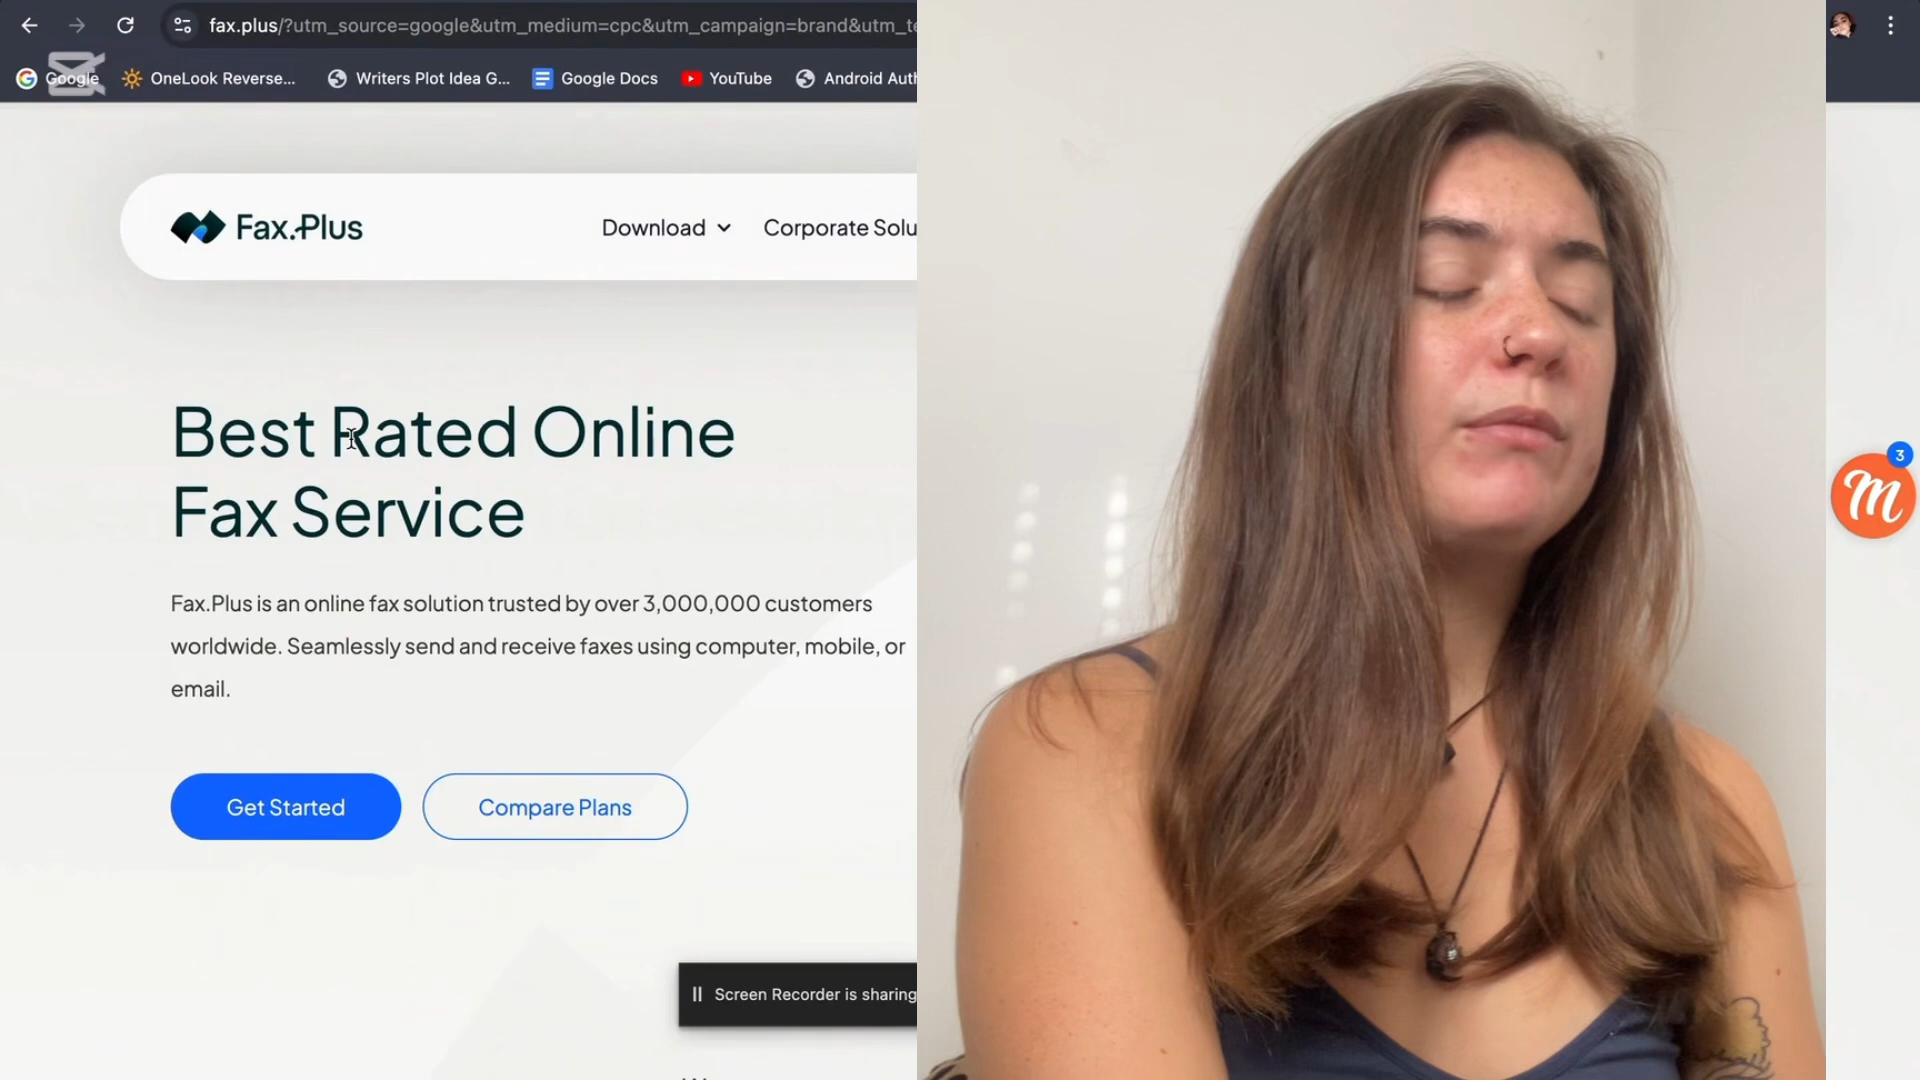 fax.plus/?utm_source=google&utm_medium=cpc&utm_campaign=brand&utm_te
Google
OneLook Reverse...
Writers Plot Idea G...
Google Docs
YouTube
Android Aut
Fax.Plus
Download
Corporate Solu
Best Rated Online
Fax Service
Fax.Plus is an online fax solution trusted by over 3,000,000 customers
worldwide. Seamlessly send and receive faxes using computer, mobile, or
email.
Get Started
Compare Plans
3
M
Screen Recorder is sharing